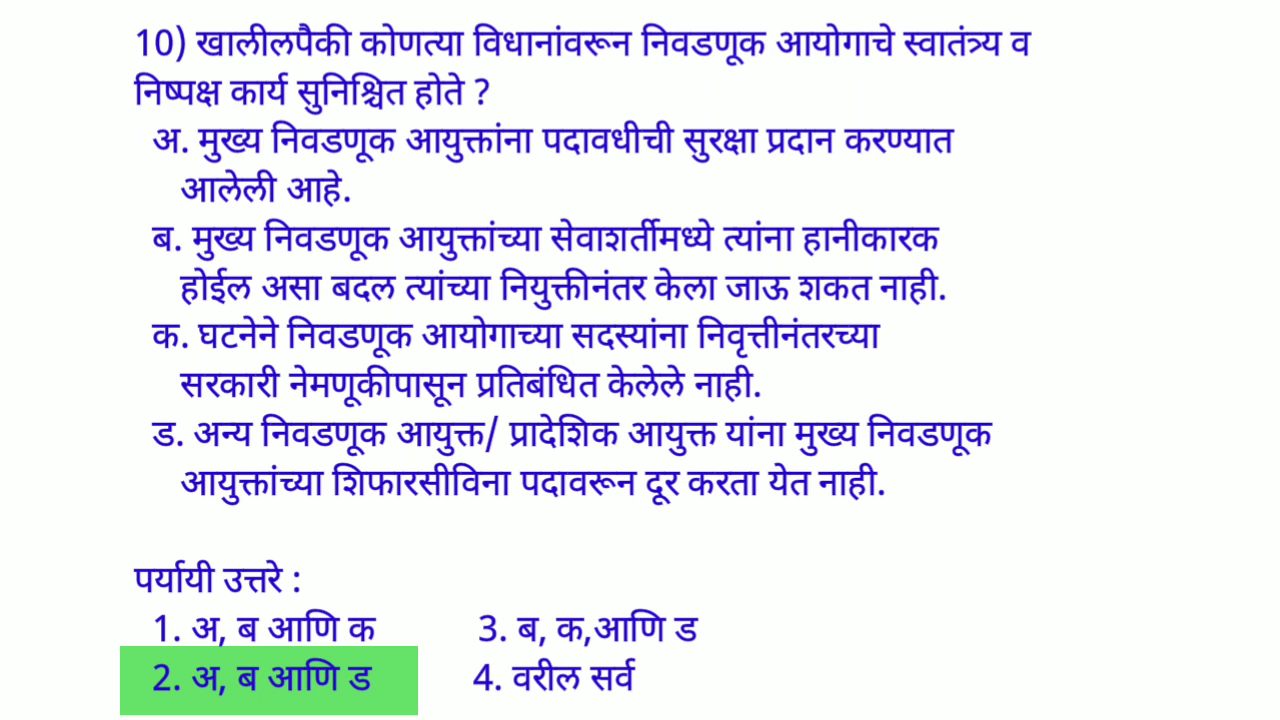 10) खालीलपैकी कोणत्या विधानांवरून निवडणूक आयोगाचे स्वातंत्र्य व
निष्पक्ष कार्य सुनिश्चित होते ?
अ. मुख्य निवडणूक आयुक्तांना पदावधीची सुरक्षा प्रदान करण्यात
आलेली आहे.
ब. मुख्य निवडणूक आयुक्तांच्या सेवाशर्तीमध्ये त्यांना हानीकारक
होईल असा बदल त्यांच्या नियुक्तीनंतर केला जाऊ शकत नाही.
क. घटनेने निवडणूक आयोगाच्या सदस्यांना निवृत्तीनंतरच्या
सरकारी नेमणूकीपासून प्रतिबंधित केलेले नाही.
ड. अन्य निवडणूक आयुक्त/ प्रादेशिक आयुक्त यांना मुख्य निवडणूक
आयुक्तांच्या शिफारसीविना पदावरून दूर करता येत नाही.
पर्यायी उत्तरे :
1. अ, ब आणि क 3. ब, क,आणि ड
2. अ, ब आणि ड 4. वरील सर्व